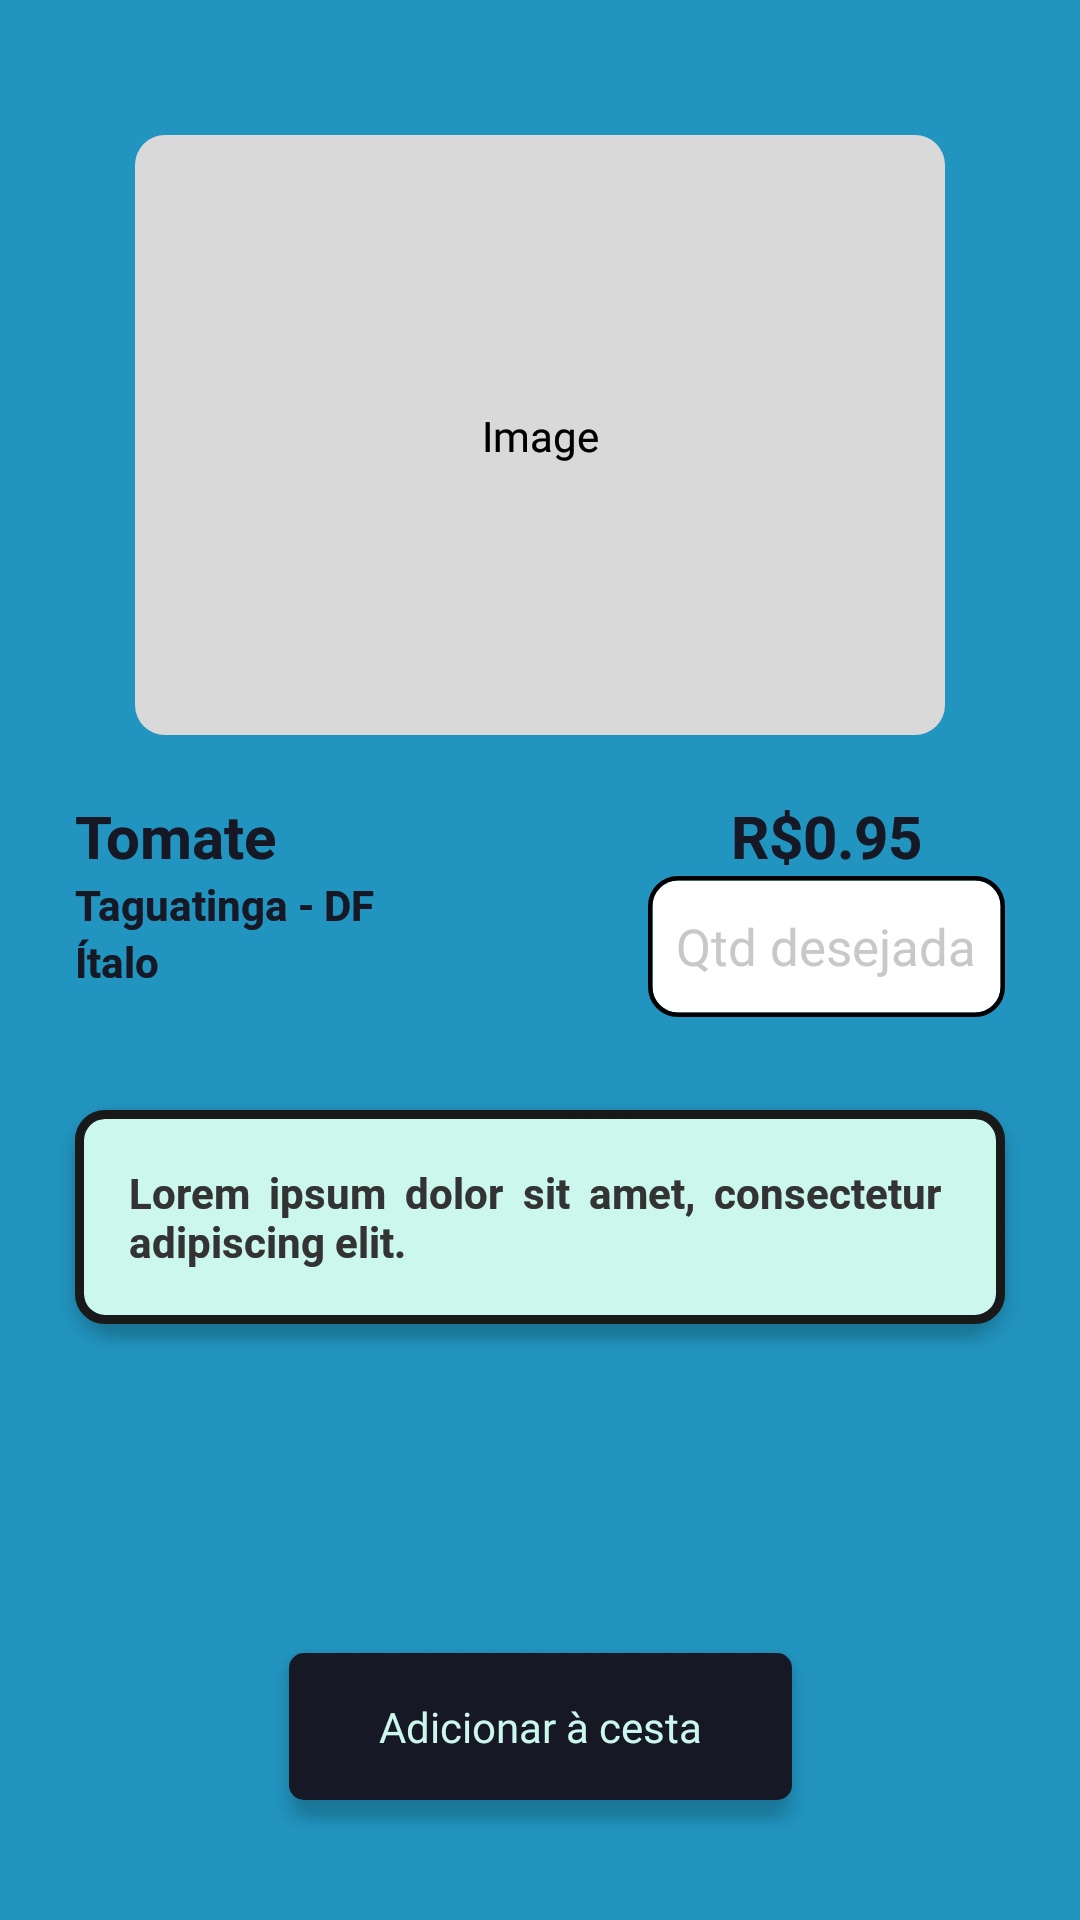 Image
Tomate
R$0.95
Taguatinga - DF
Ítalo
Qtd desejada
Lorem ipsum dolor sit amet, consectetur
adipiscing elit.
Adicionar à cesta